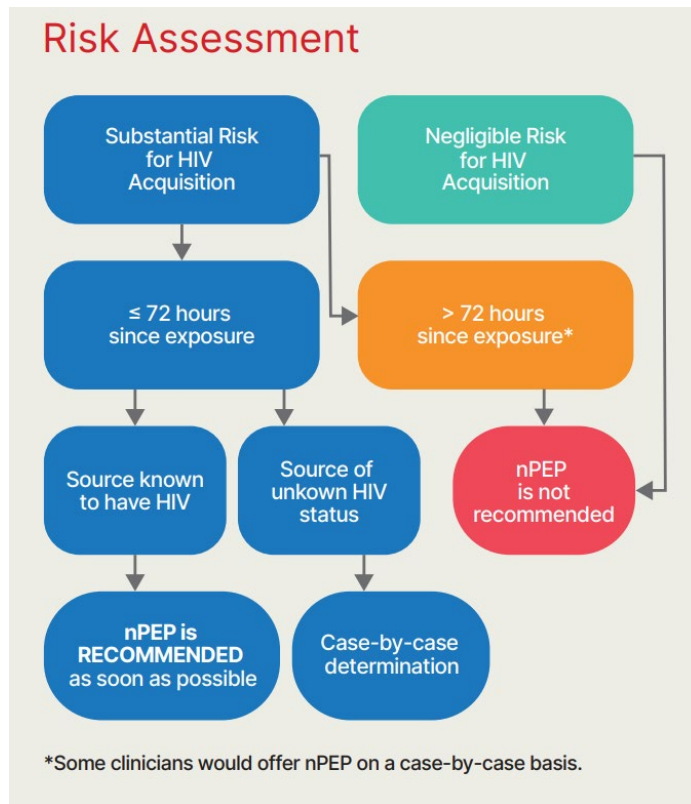 Risk Assessment
Substantial Risk
for HIV
Acquisition
Negligible Risk
for HIV
Acquisition
≤ 72 hours
since exposure
> 72 hours
since exposure*
Source known
to have HIV
Source of
unkown HIV
status
nPEP
is not
recommended
nPEP is
RECOMMENDED
as soon as possible
Case-by-case
determination
*Some clinicians would offer nPEP on a case-by-case basis.